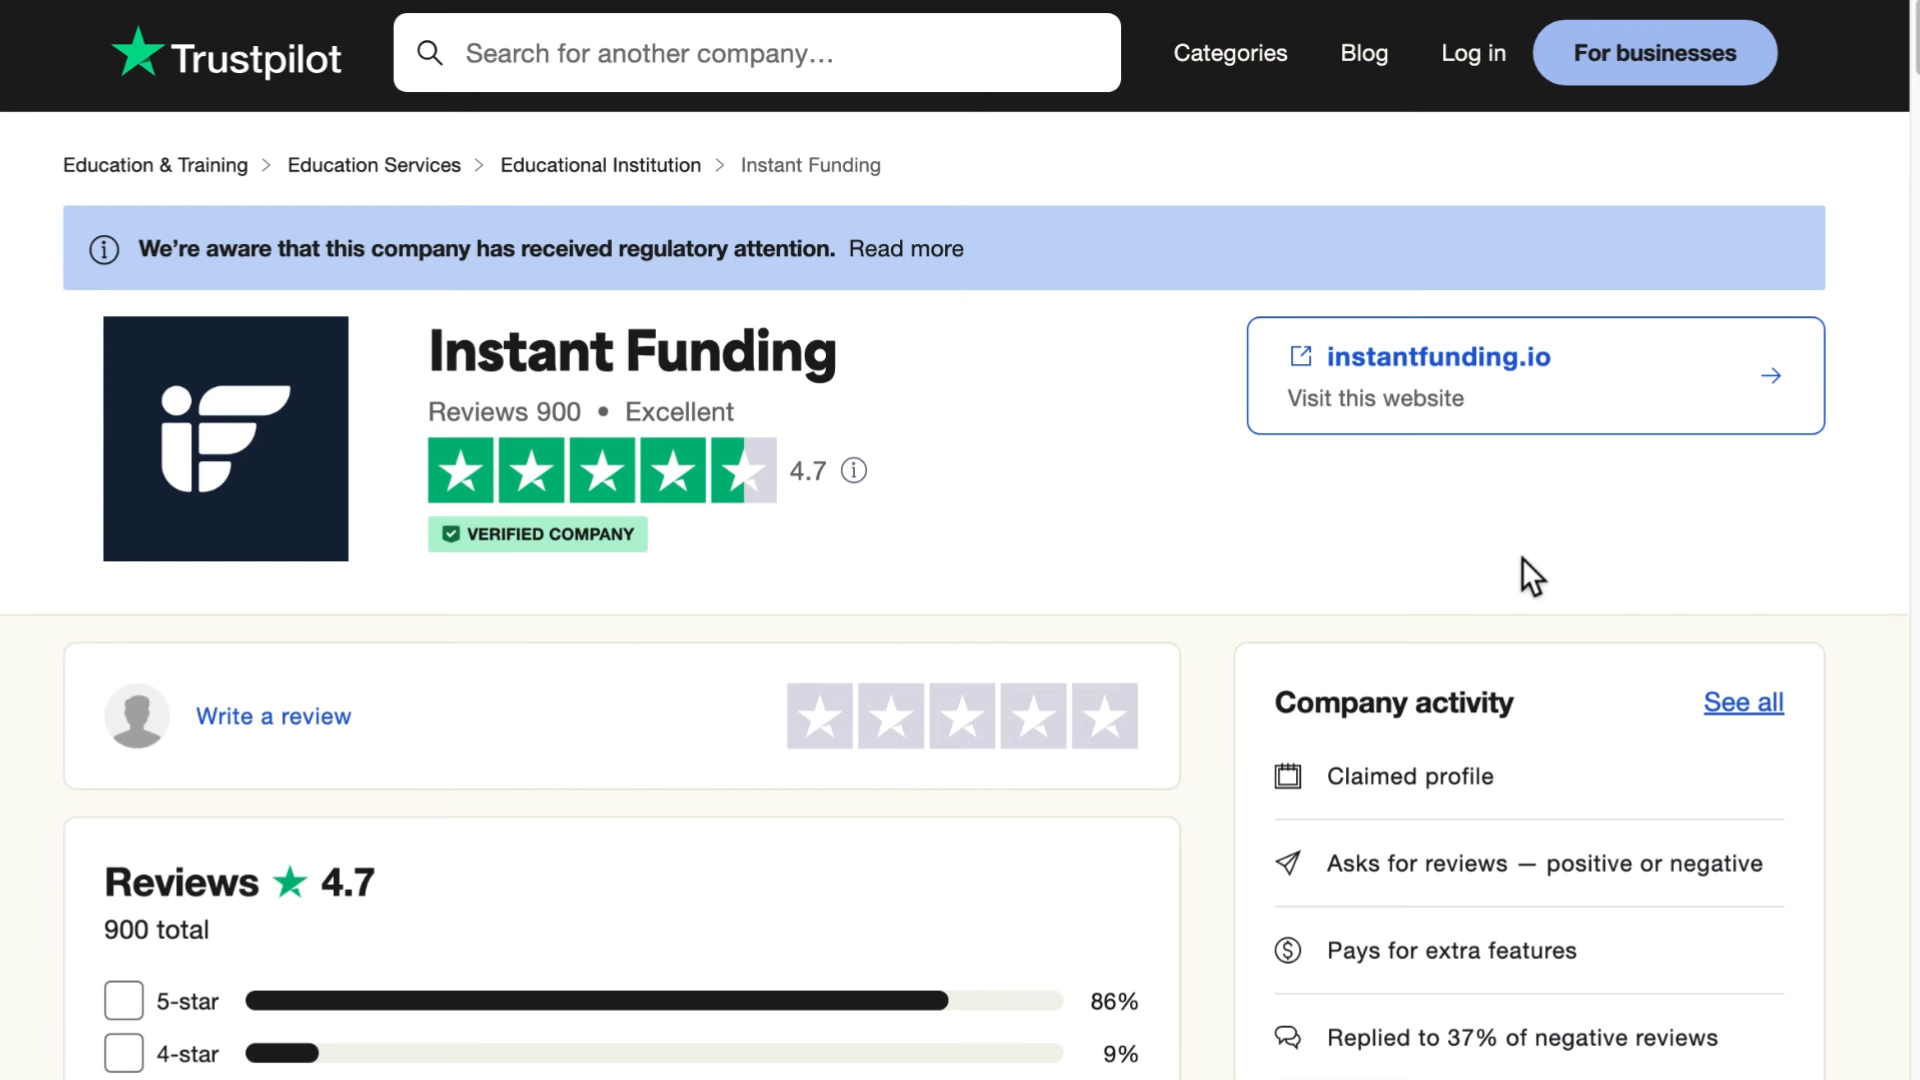 Trustpilot
Search for another company…
Categories
Blog
Log in
For businesses
Education & Training > Education Services > Educational Institution > Instant Funding
We're aware that this company has received regulatory attention. Read more
iF
Instant Funding
Reviews 900 • Excellent
4.7
VERIFIED COMPANY
instantfunding.io
Visit this website
Write a review
Reviews ★ 4.7
900 total
5-star 86%
4-star 9%
Company activity
See all
Claimed profile
Asks for reviews — positive or negative
Pays for extra features
Replied to 37% of negative reviews